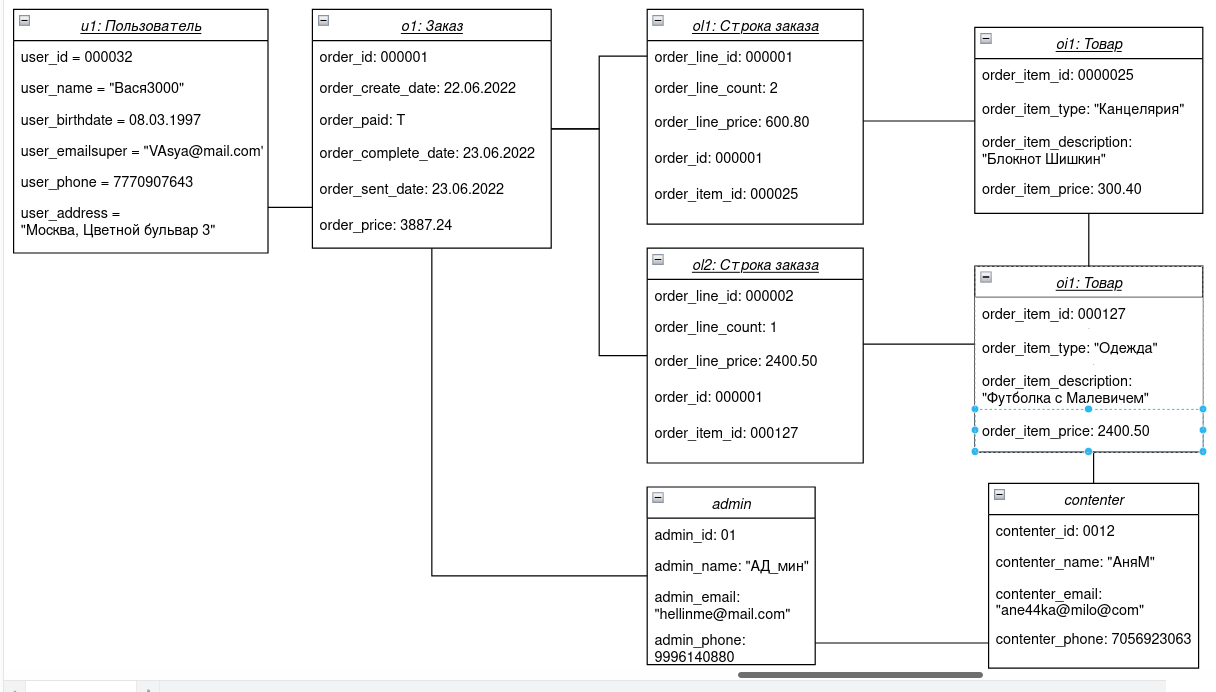 u1: Пользователь
user_id = 000032
user_name = "Вася3000"
user_birthdate = 08.03.1997
user_emailsuper = "VAsya@mail.com'
user_phone = 7770907643
user_address =
"Москва, Цветной бульвар 3"
o1: Заказ
order_id: 000001
order_create_date: 22.06.2022
order_paid: T
order_complete_date: 23.06.2022
order_sent_date: 23.06.2022
order_price: 3887.24
ol1: Строка заказа
order_line_id: 000001
order_line_count: 2
order_line_price: 600.80
order_id: 000001
order_item_id: 000025
oi1: Товар
order_item_id: 0000025
order_item_type: "Канцелярия"
order_item_description:
"Блокнот Шишкин"
order_item_price: 300.40
ol2: Строка заказа
order_line_id: 000002
order_line_count: 1
order_line_price: 2400.50
order_id: 000001
order_item_id: 000127
oi1: Товар
order_item_id: 000127
order_item_type: "Одежда"
order_item_description:
"Футболка с Малевичем"
order_item_price: 2400.50
admin
admin_id: 01
admin_name: "АД_мин"
admin_email:
"hellinme@mail.com"
admin_phone:
9996140880
contenter
contenter_id: 0012
contenter_name: "АняМ"
contenter_email:
"ane44ka@milo@com"
contenter_phone: 7056923063